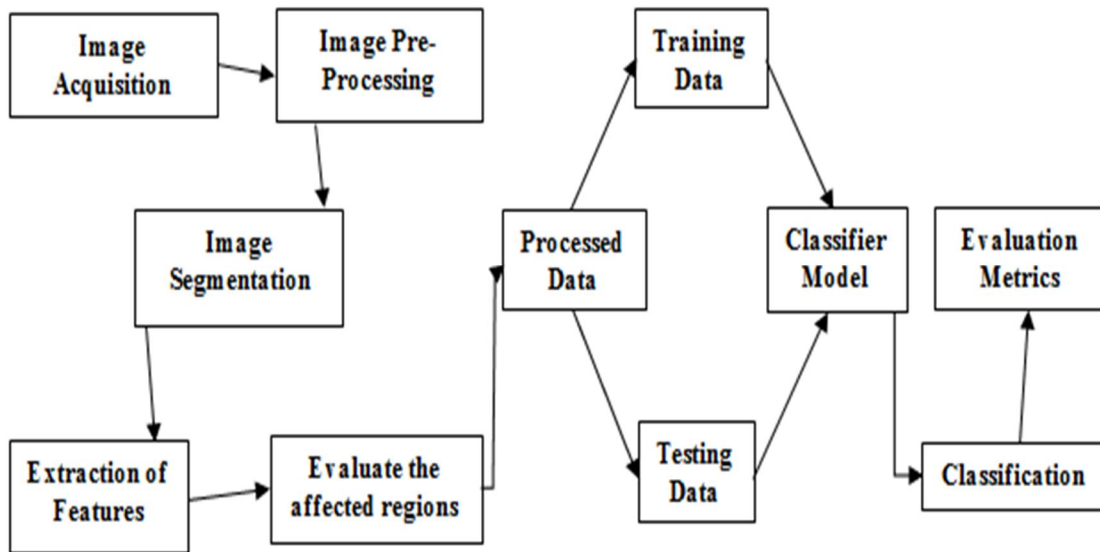 Image
Acquisition
Image Pre-
Processing
Image
Segmentation
Extraction of
Features
Evaluate the
affected regions
Processed
Data
Training
Data
Testing
Data
Classifier
Model
Classification
Evaluation
Metrics